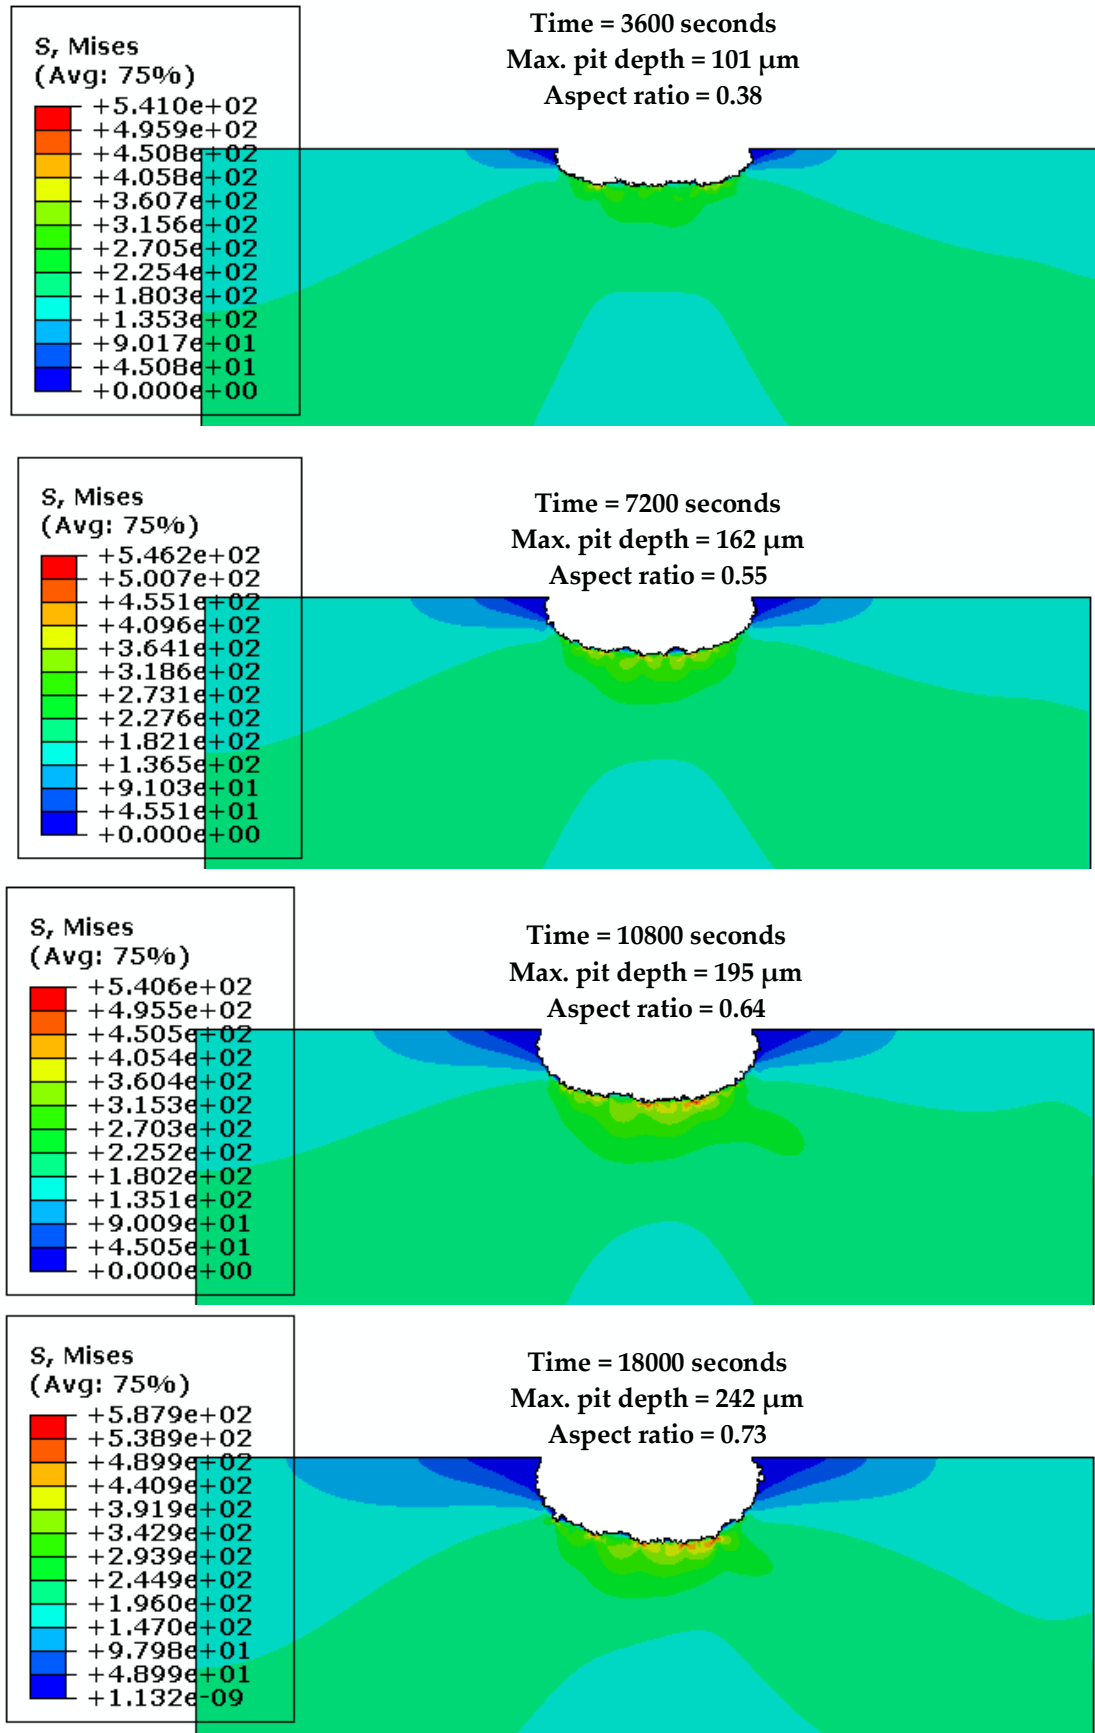 Time = 3600 seconds
Max. pit depth = 101 μm
Aspect ratio = 0.38
S, Mises
(Avg: 75%)
+5.410e+02
+4.959e+02
+4.508e+02
+4.058e+02
+3.607e+02
+3.156e+02
+2.705e+02
+2.254e+02
+1.803e+02
+1.353e+02
+9.017e+01
+4.508e+01
+0.000e+00
Time = 7200 seconds
Max. pit depth = 162 μm
Aspect ratio = 0.55
S, Mises
(Avg: 75%)
+5.462e+02
+5.007e+02
+4.551e+02
+4.096e+02
+3.641e+02
+3.186e+02
+2.731e+02
+2.276e+02
+1.821e+02
+1.365e+02
+9.103e+01
+4.551e+01
+0.000e+00
Time = 10800 seconds
Max. pit depth = 195 μm
Aspect ratio = 0.64
S, Mises
(Avg: 75%)
+5.406e+02
+4.955e+02
+4.505e+02
+4.054e+02
+3.604e+02
+3.153e+02
+2.703e+02
+2.252e+02
+1.802e+02
+1.351e+02
+9.009e+01
+4.505e+01
+0.000e+00
Time = 18000 seconds
Max. pit depth = 242 μm
Aspect ratio = 0.73
S, Mises
(Avg: 75%)
+5.879e+02
+5.389e+02
+4.899e+02
+4.409e+02
+3.919e+02
+3.429e+02
+2.939e+02
+2.449e+02
+1.960e+02
+1.470e+02
+9.798e+01
+4.899e+01
+1.132e-09